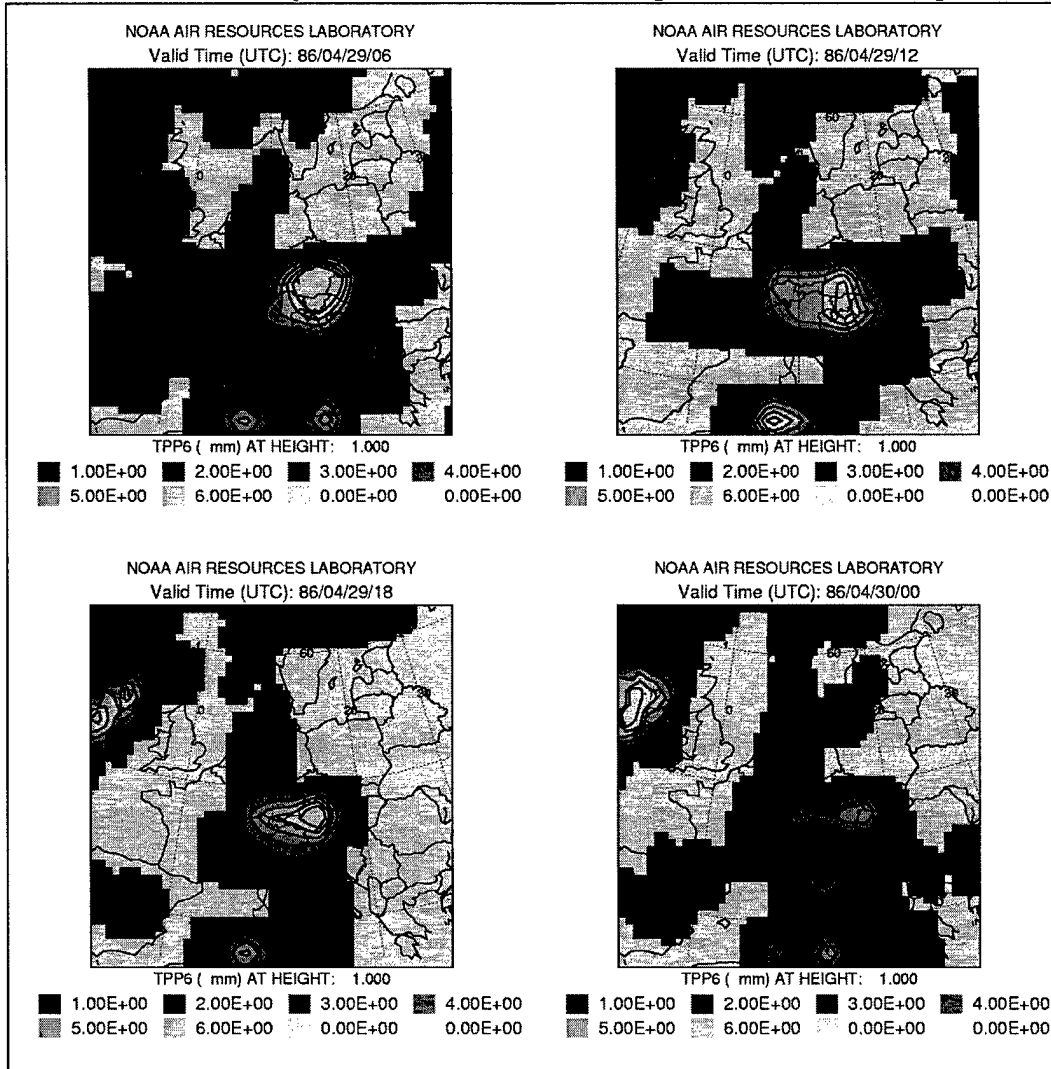 NOAA AIR RESOURCES LABORATORY
Valid Time (UTC): 86/04/29/06
TPP6 ( mm) AT HEIGHT: 1.000
1.00E+00 2.00E+00 3.00E+00 4.00E+00
5.00E+00 6.00E+00 0.00E+00 0.00E+00
NOAA AIR RESOURCES LABORATORY
Valid Time (UTC): 86/04/29/12
TPP6 ( mm) AT HEIGHT: 1.000
1.00E+00 2.00E+00 3.00E+00 4.00E+00
5.00E+00 6.00E+00 0.00E+00 0.00E+00
NOAA AIR RESOURCES LABORATORY
Valid Time (UTC): 86/04/29/18
TPP6 ( mm) AT HEIGHT: 1.000
1.00E+00 2.00E+00 3.00E+00 4.00E+00
5.00E+00 6.00E+00 0.00E+00 0.00E+00
NOAA AIR RESOURCES LABORATORY
Valid Time (UTC): 86/04/30/00
TPP6 ( mm) AT HEIGHT: 1.000
1.00E+00 2.00E+00 3.00E+00 4.00E+00
5.00E+00 6.00E+00 0.00E+00 0.00E+00